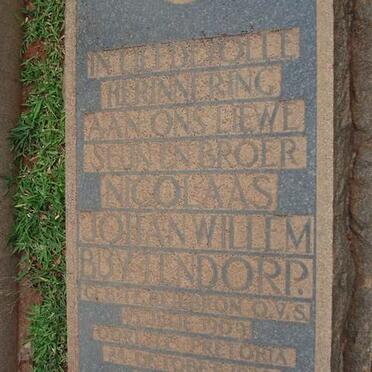 IN LIEFDEVOLLE
HERINNERING
AAN ONS LIEWE
SEUN EN BROER
NICOLAAS
JOHAN WILLEM
BUYTENDORP.
O.V.S.
1909
PRETORIA